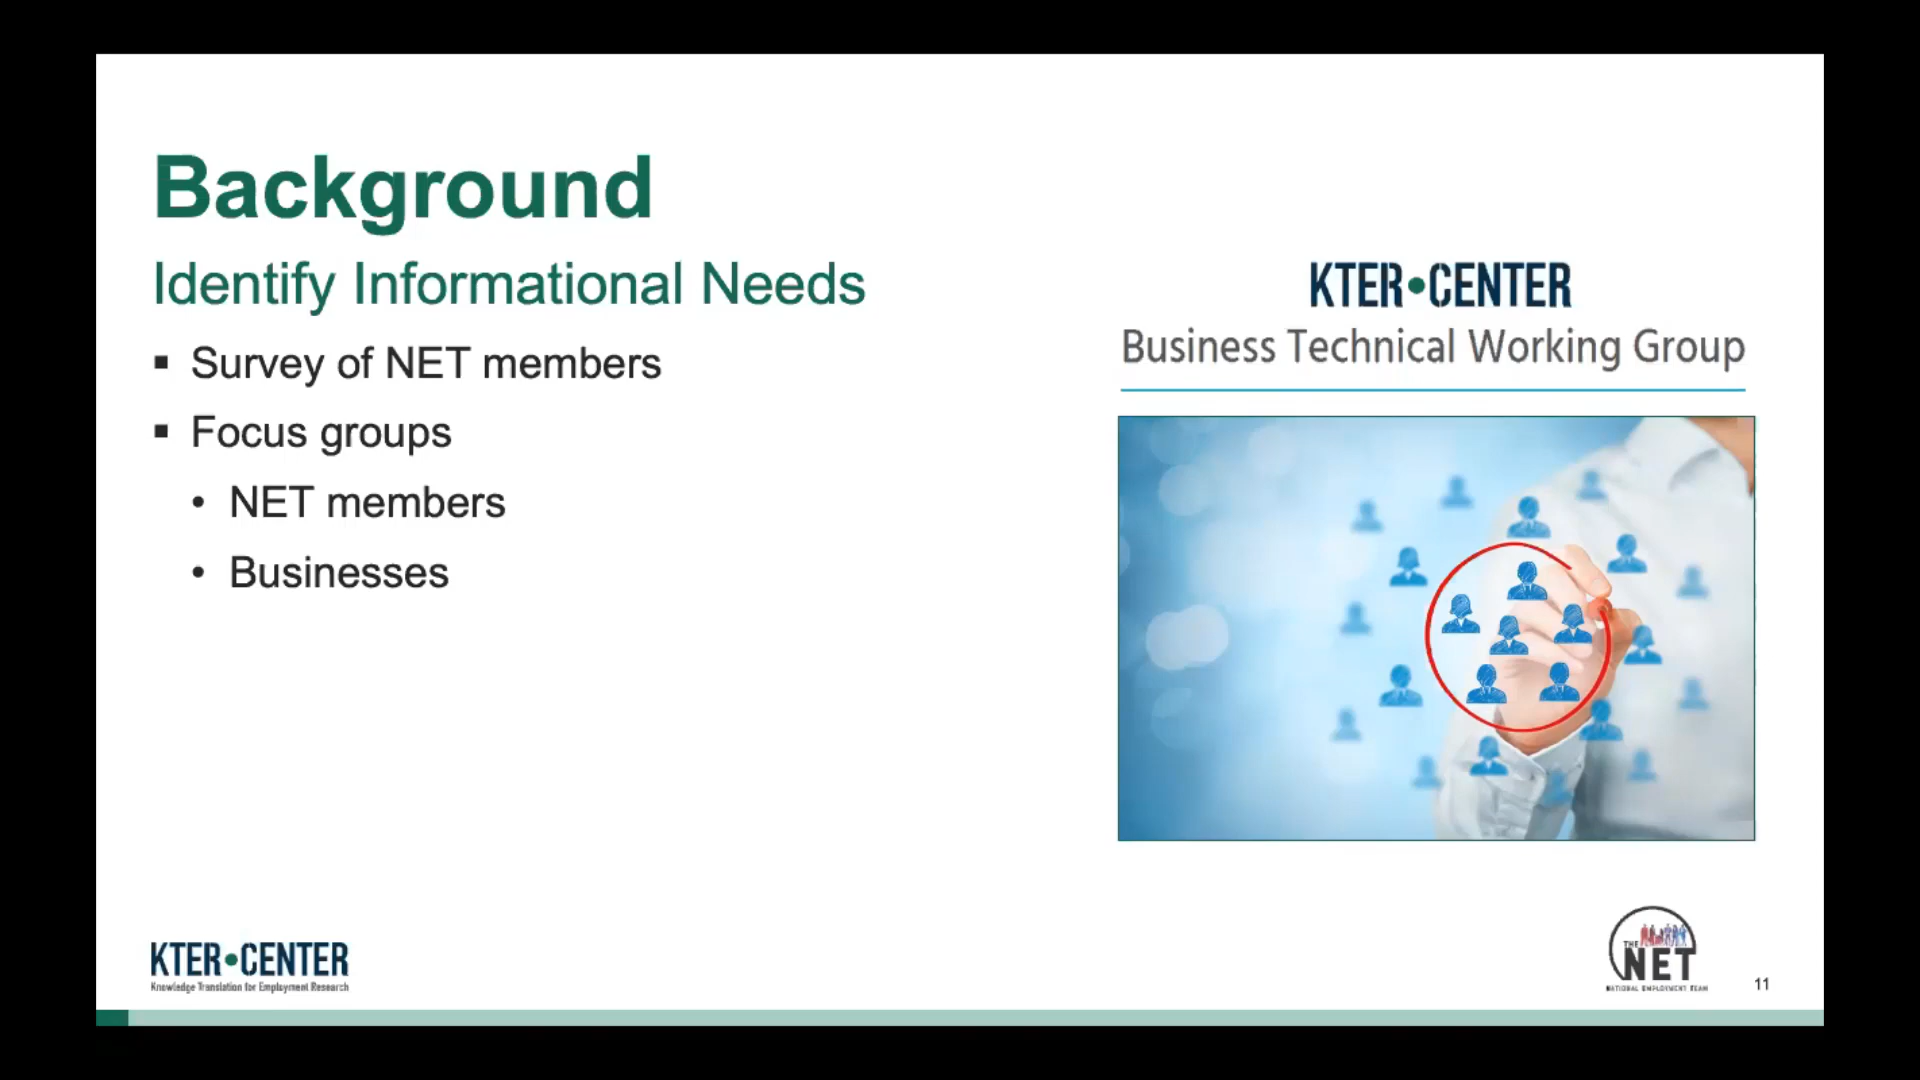 Background
Identify Informational Needs
▪ Survey of NET members
▪ Focus groups
• NET members
• Businesses
KTER•CENTER
Business Technical Working Group
KTER•CENTER
Knowledge Translation for Employment Research
THE
NET
NATIONAL EMPLOYMENT TEAM
11